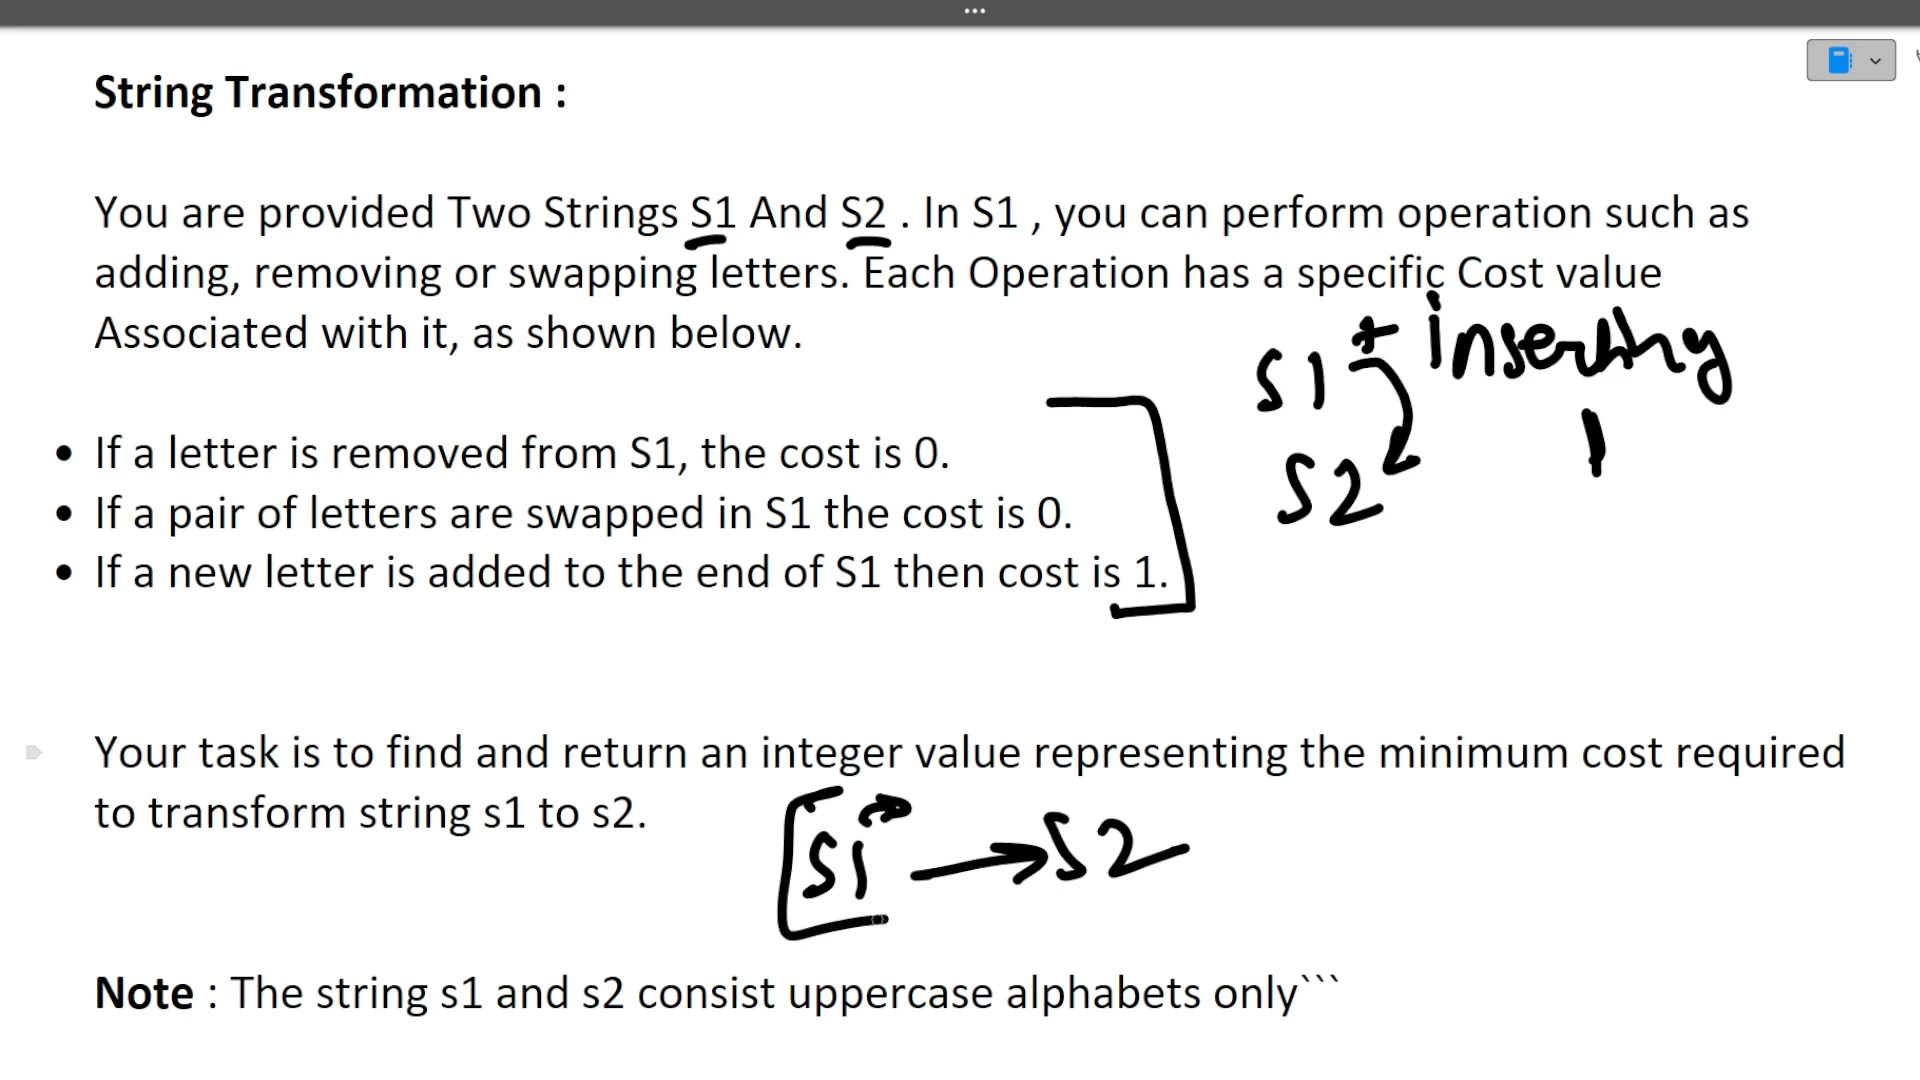 String Transformation :
You are provided Two Strings S1 And S2 . In S1 , you can perform operation such as
adding, removing or swapping letters. Each Operation has a specific Cost value
Associated with it, as shown below.
S1 + inserting
• If a letter is removed from S1, the cost is 0.
1
S2
• If a pair of letters are swapped in S1 the cost is 0.
• If a new letter is added to the end of S1 then cost is 1.
Your task is to find and return an integer value representing the minimum cost required
to transform string s1 to s2.
S1 → S2
Note : The string s1 and s2 consist uppercase alphabets only```